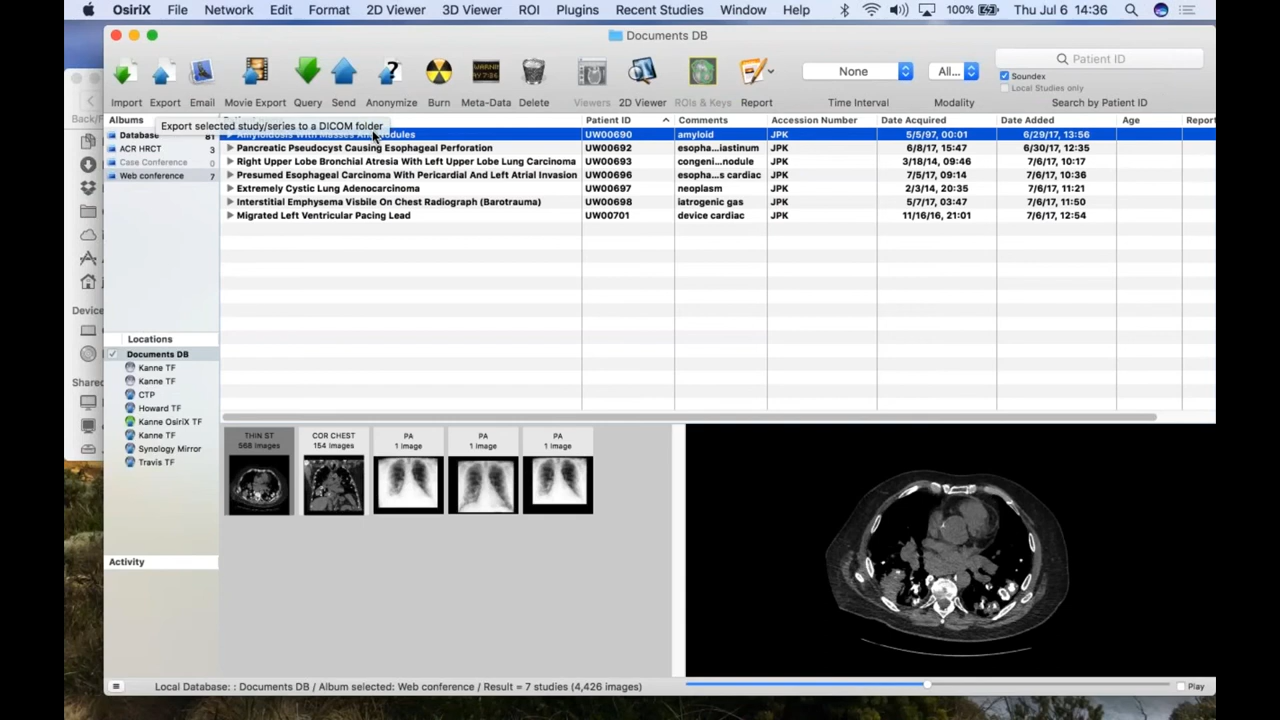 OsiriX File Network Edit Format 2D Viewer 3D Viewer ROI Plugins Recent Studies Window Help 100% Thu Jul 6 14:36
Documents DB
Patient ID
None All...
Soundex
Local Studies only
Import Export Email Movie Export Query Send Anonymize Burn Meta-Data Delete Viewers 2D Viewer ROIs & Keys Report Time Interval Modality Search by Patient ID
Albums Patient ID Comments Accession Number Date Acquired Date Added Age Report
Export selected study/series to a DICOM folder
Database 81 UW00690 amyloid JPK 5/5/97, 00:01 6/29/17, 13:56
ACR HRCT 3 Pancreatic Pseudocyst Causing Esophageal Perforation UW00692 esopha...iastinum JPK 6/8/17, 15:47 6/30/17, 12:35
Case Conference 0 Right Upper Lobe Bronchial Atresia With Left Upper Lobe Lung Carcinoma UW00693 congeni...nodule JPK 3/18/14, 09:46 7/6/17, 10:17
Web conference 7 Presumed Esophageal Carcinoma With Pericardial And Left Atrial Invasion UW00696 esopha...s cardiac JPK 7/5/17, 09:14 7/6/17, 10:36
Extremely Cystic Lung Adenocarcinoma UW00697 neoplasm JPK 2/3/14, 20:35 7/6/17, 11:21
Interstitial Emphysema Visbile On Chest Radiograph (Barotrauma) UW00698 iatrogenic gas JPK 5/7/17, 03:47 7/6/17, 11:50
Migrated Left Ventricular Pacing Lead UW00701 device cardiac JPK 11/16/16, 21:01 7/6/17, 12:54
Back/F
Device
Shared
Locations
Documents DB
Kanne TF
Kanne TF
CTP
Howard TF
Kanne OsiriX TF
Kanne TF
Synology Mirror
Travis TF
THIN ST COR CHEST PA PA PA
568 Images 154 Images 1 Image 1 Image 1 Image
Activity
Local Database: : Documents DB / Album selected: Web conference / Result = 7 studies (4,426 images)
Play